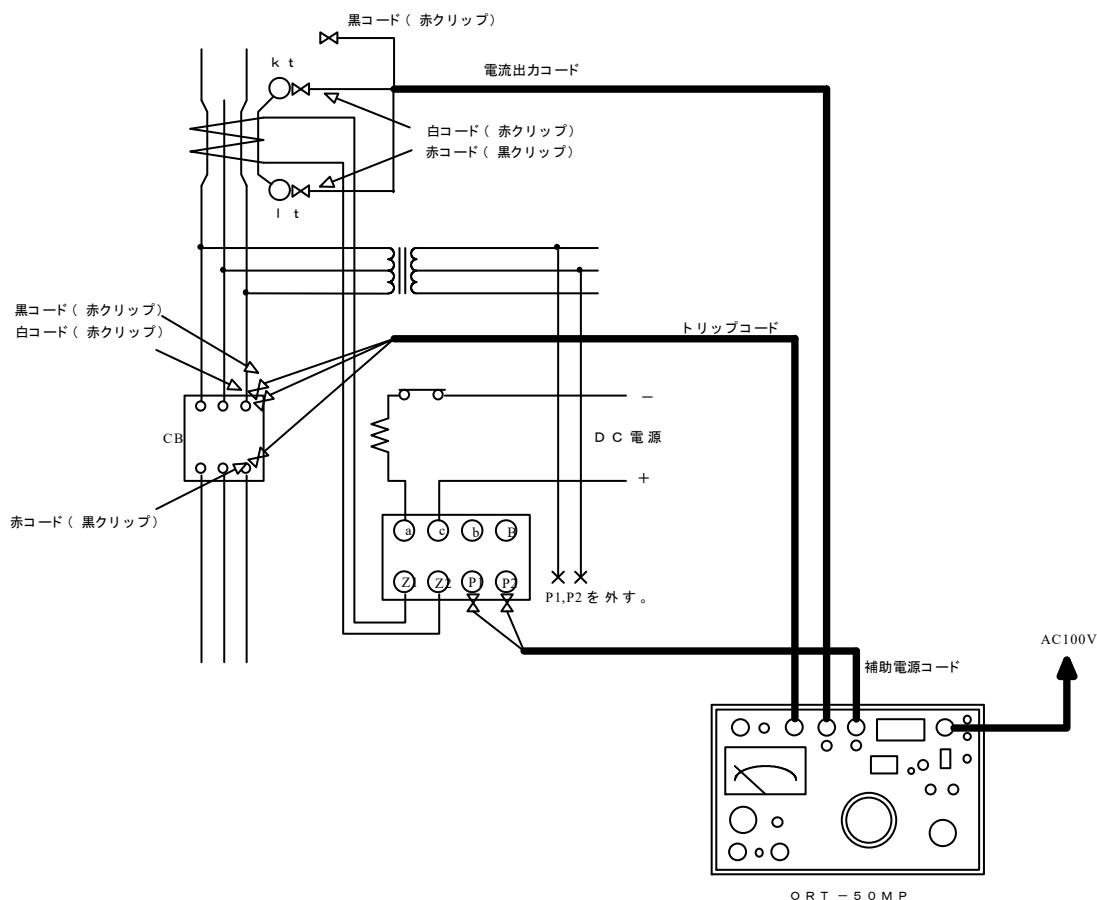 黒コード( 赤クリップ)
kt
電流出力コード
白コード( 赤クリップ)
赤コード( 黒クリップ)
lt
黒コード( 赤クリップ)
白コード( 赤クリップ)
トリップコード
CB
−
DC電源
+
赤コード( 黒クリップ)
a c b B
Z1 Z2 P1 P2
P1,P2を外す。
AC100V
補助電源コード
ORT−50MP